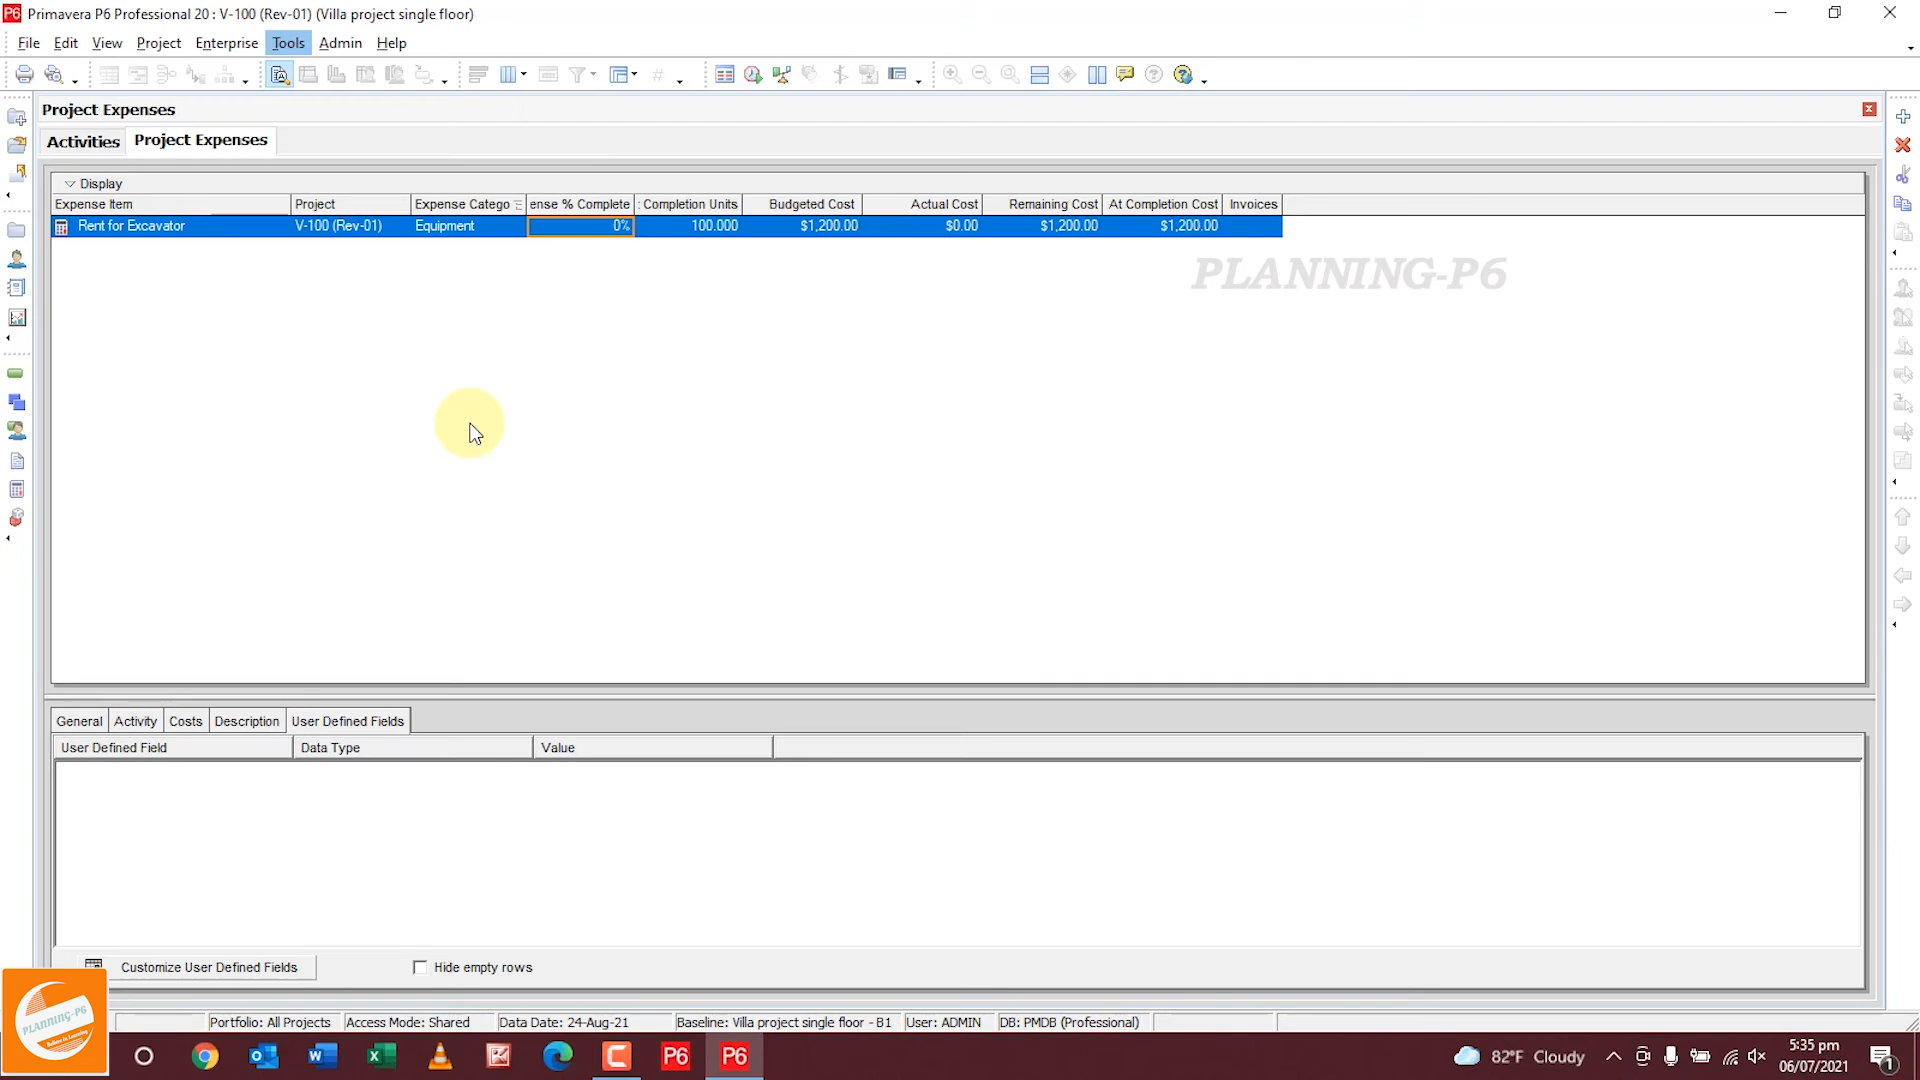 P6 Primavera P6 Professional 20 : V-100 (Rev-01) (Villa project single floor)
File Edit View Project Enterprise Tools Admin Help
Project Expenses
Activities Project Expenses
Display
Expense Item Project Expense Catego ense % Complete : Completion Units Budgeted Cost Actual Cost Remaining Cost At Completion Cost Invoices
Rent for Excavator V-100 (Rev-01) Equipment 0% 100.000 $1,200.00 $0.00 $1,200.00 $1,200.00
PLANNING-P6
General Activity Costs Description User Defined Fields
User Defined Field Data Type Value
Customize User Defined Fields Hide empty rows
PLANNING-P6
Portfolio: All Projects Access Mode: Shared Data Date: 24-Aug-21 Baseline: Villa project single floor - B1 User: ADMIN DB: PMDB (Professional)
P6 P6 82°F Cloudy 5:35 pm
06/07/2021 1